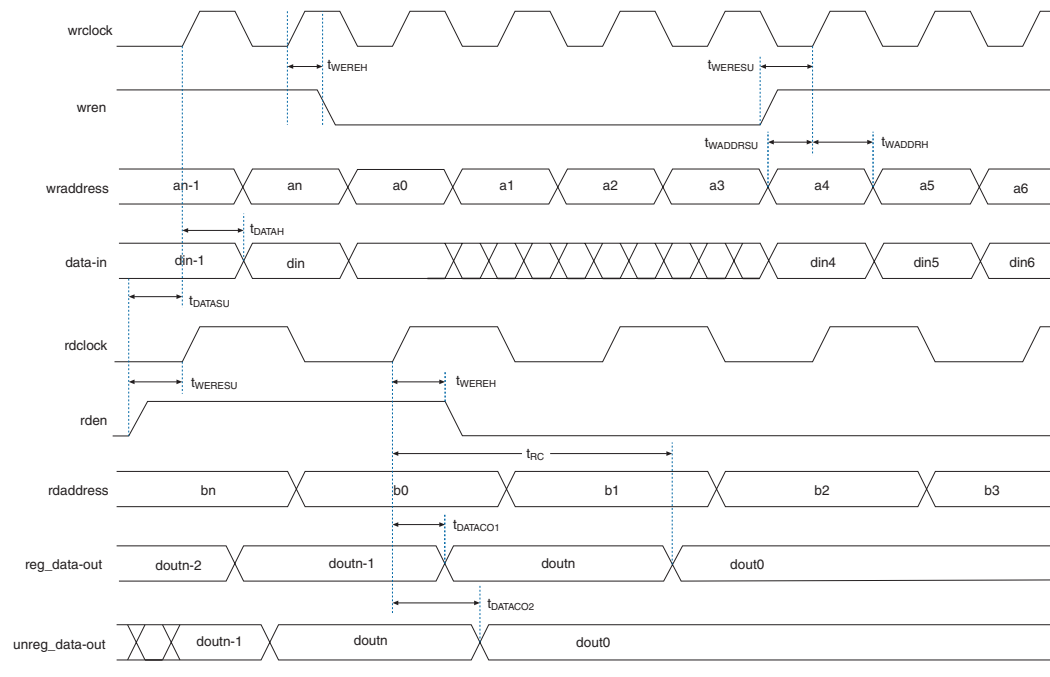 wrclock
tWEREH
tWERESU
wren
tWADDRSU
tWADDRH
wraddress
an-1 an a0 a1 a2 a3 a4 a5 a6
tDATAH
data-in
din-1 din din4 din5 din6
tDATASU
rdclock
tWERESU
tWEREH
rden
tRC
rdaddress
bn b0 b1 b2 b3
tDATACO1
reg_data-out
doutn-2 doutn-1 doutn dout0
tDATACO2
unreg_data-out
doutn-1 doutn dout0